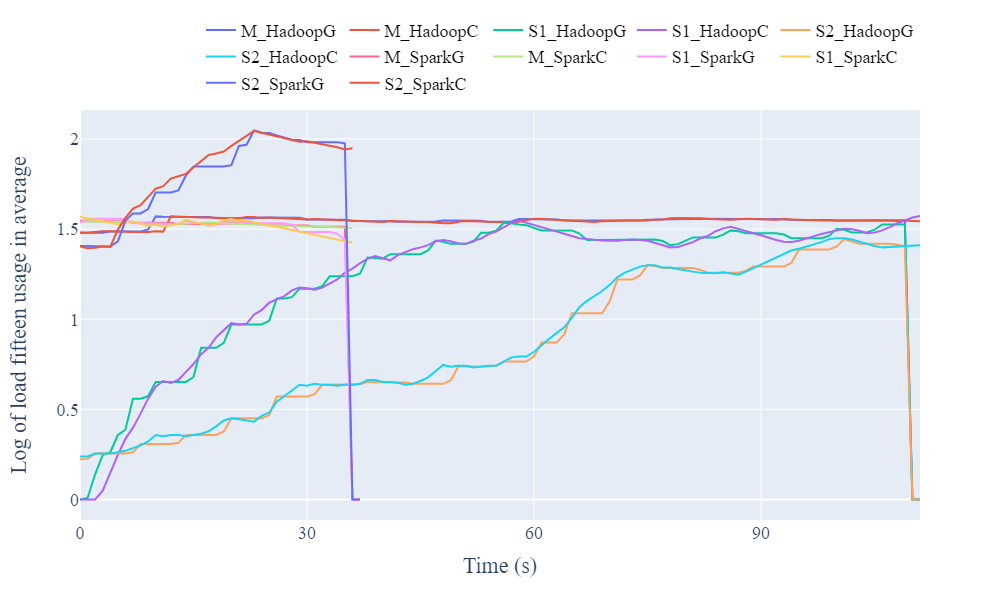 M_HadoopG M_HadoopC S1_HadoopG S1_HadoopC S2_HadoopG
S2_HadoopC M_SparkG M_SparkC S1_SparkG S1_SparkC
S2_SparkG S2_SparkC
Log of load fifteen usage in average
2
1.5
1
0.5
0
0 30 60 90
Time (s)